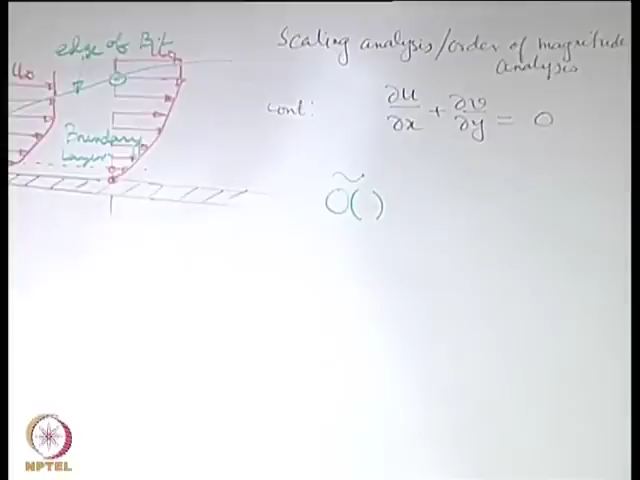 Scaling analysis/order of magnitude
analysis
edge of B.L.
u∞
Boundary
Layer
cont: ∂u/∂x + ∂v/∂y = 0
~
O( )
NPTEL